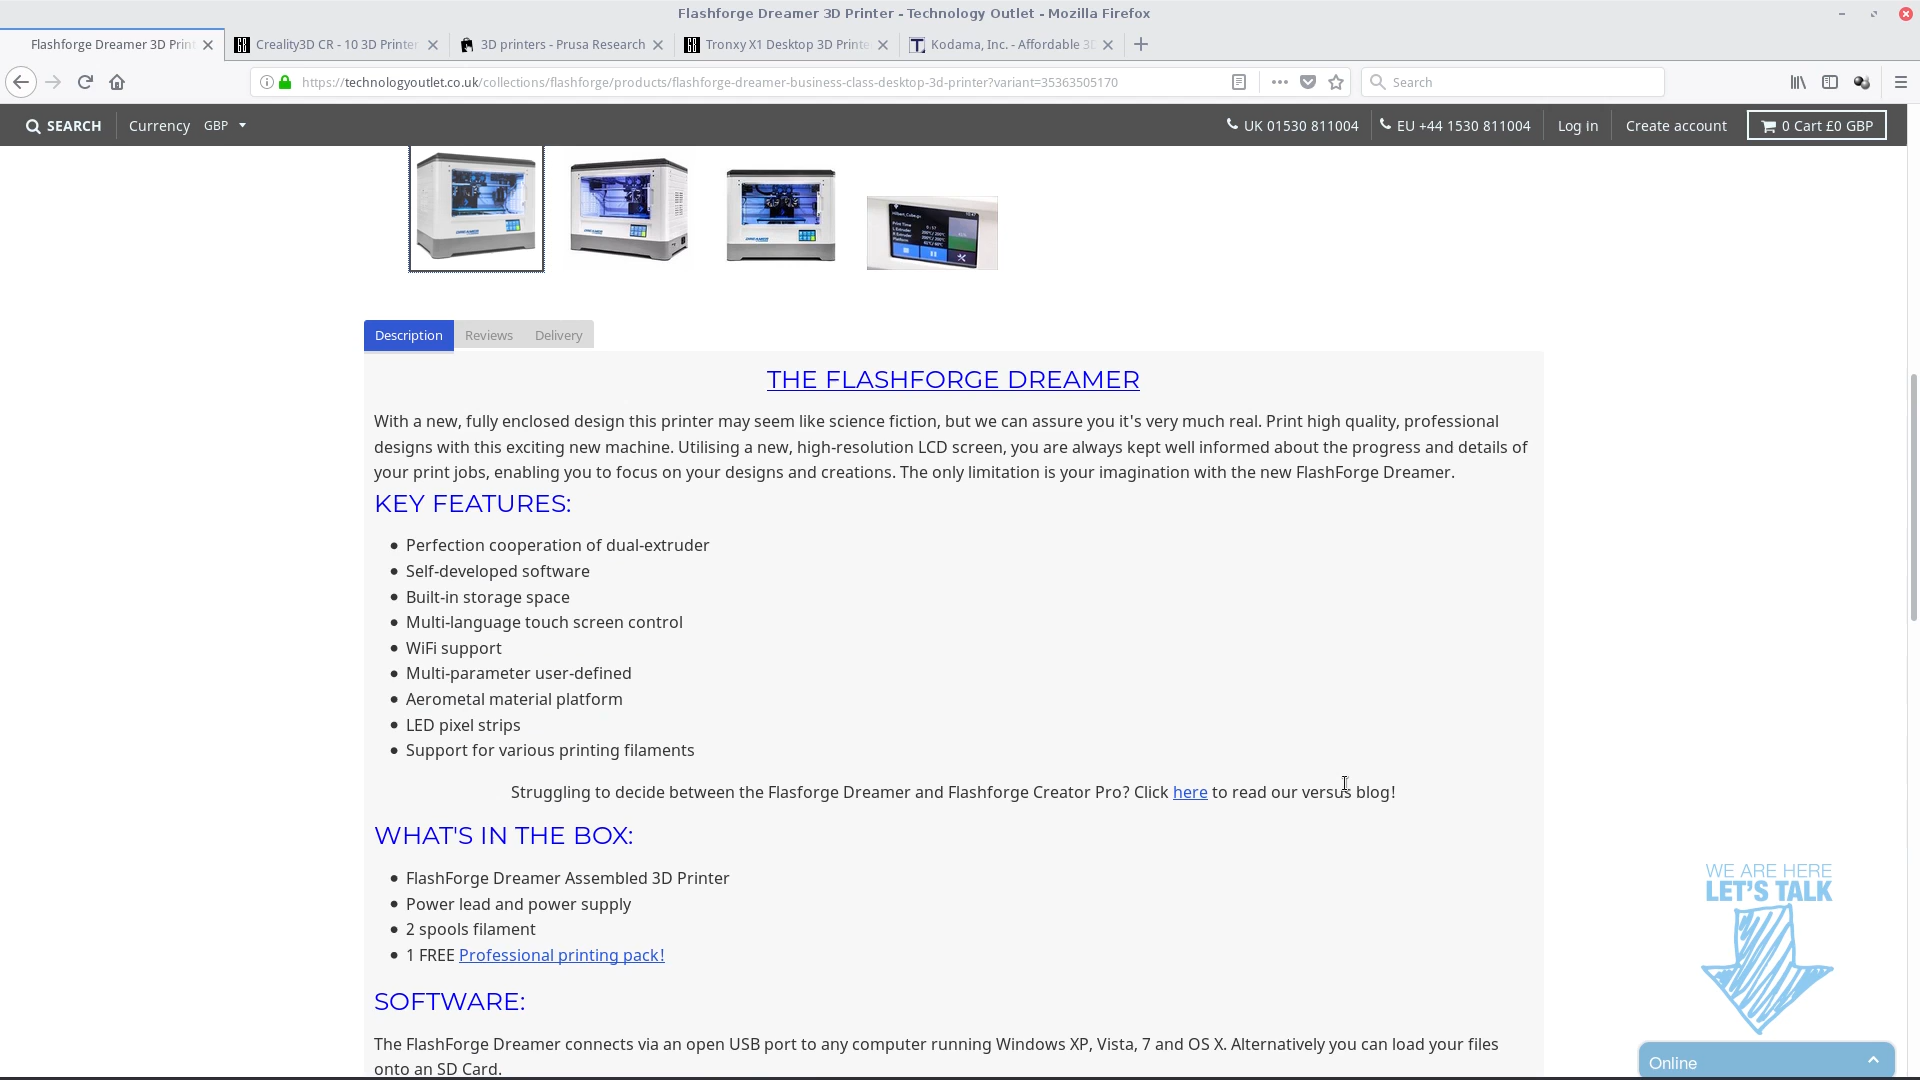 Flashforge Dreamer 3D Printer - Technology Outlet - Mozilla Firefox
Flashforge Dreamer 3D Print
Creality3D CR - 10 3D Printer
3D printers - Prusa Research
Tronxy X1 Desktop 3D Printe
Kodama, Inc. - Affordable 3D
https://technologyoutlet.co.uk/collections/flashforge/products/flashforge-dreamer-business-class-desktop-3d-printer?variant=35363505170
Search
SEARCH
Currency GBP
UK 01530 811004
EU +44 1530 811004
Log in
Create account
0 Cart £0 GBP
Description Reviews Delivery
THE FLASHFORGE DREAMER
With a new, fully enclosed design this printer may seem like science fiction, but we can assure you it's very much real. Print high quality, professional
designs with this exciting new machine. Utilising a new, high-resolution LCD screen, you are always kept well informed about the progress and details of
your print jobs, enabling you to focus on your designs and creations. The only limitation is your imagination with the new FlashForge Dreamer.
KEY FEATURES:
Perfection cooperation of dual-extruder
Self-developed software
Built-in storage space
Multi-language touch screen control
WiFi support
Multi-parameter user-defined
Aerometal material platform
LED pixel strips
Support for various printing filaments
Struggling to decide between the Flasforge Dreamer and Flashforge Creator Pro? Click here to read our versus blog!
WHAT'S IN THE BOX:
FlashForge Dreamer Assembled 3D Printer
Power lead and power supply
2 spools filament
1 FREE Professional printing pack!
SOFTWARE:
The FlashForge Dreamer connects via an open USB port to any computer running Windows XP, Vista, 7 and OS X. Alternatively you can load your files
onto an SD Card.
WE ARE HERE
LET'S TALK
Online